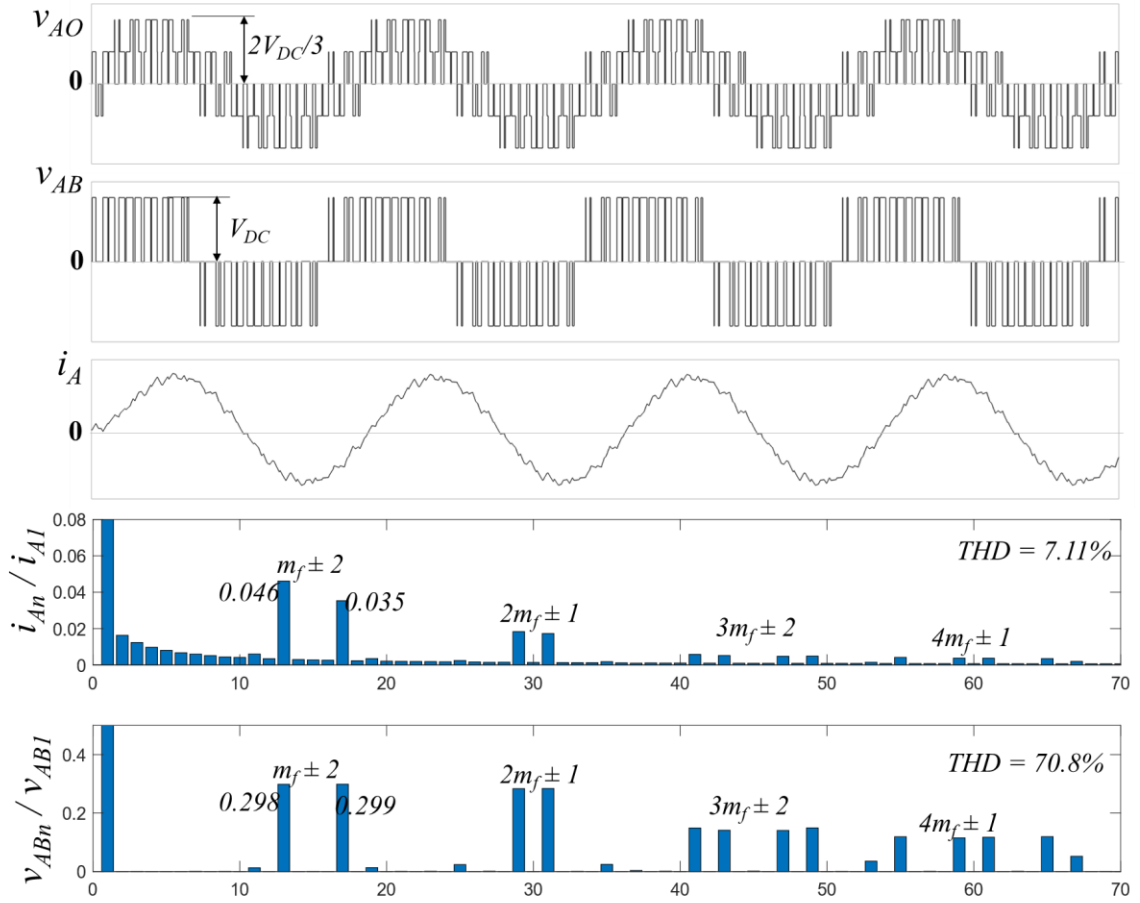 v_AO
2V_DC/3
0
v_AB
V_DC
0
i_A
0
i_An / i_A1
0.08
0.06
0.04
0.02
0
0.046
m_f ± 2
0.035
2m_f ± 1
3m_f ± 2
4m_f ± 1
THD = 7.11%
0 10 20 30 40 50 60 70
v_ABn / v_AB1
0.4
0.2
0
0.298
m_f ± 2
0.299
2m_f ± 1
3m_f ± 2
4m_f ± 1
THD = 70.8%
0 10 20 30 40 50 60 70